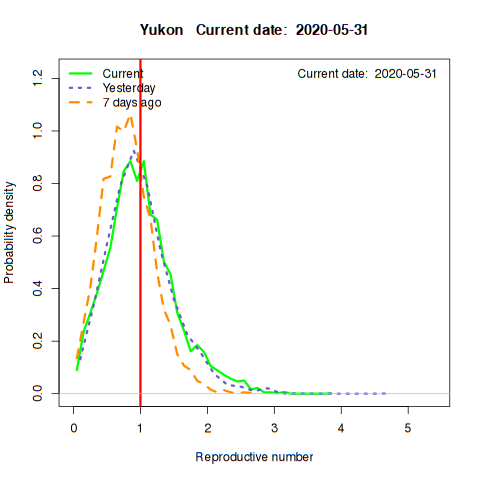 Yukon   Current date:  2020-05-31
Current
Yesterday
7 days ago
Current date:  2020-05-31
Probability density
0.0
0.2
0.4
0.6
0.8
1.0
1.2
0
1
2
3
4
5
Reproductive number